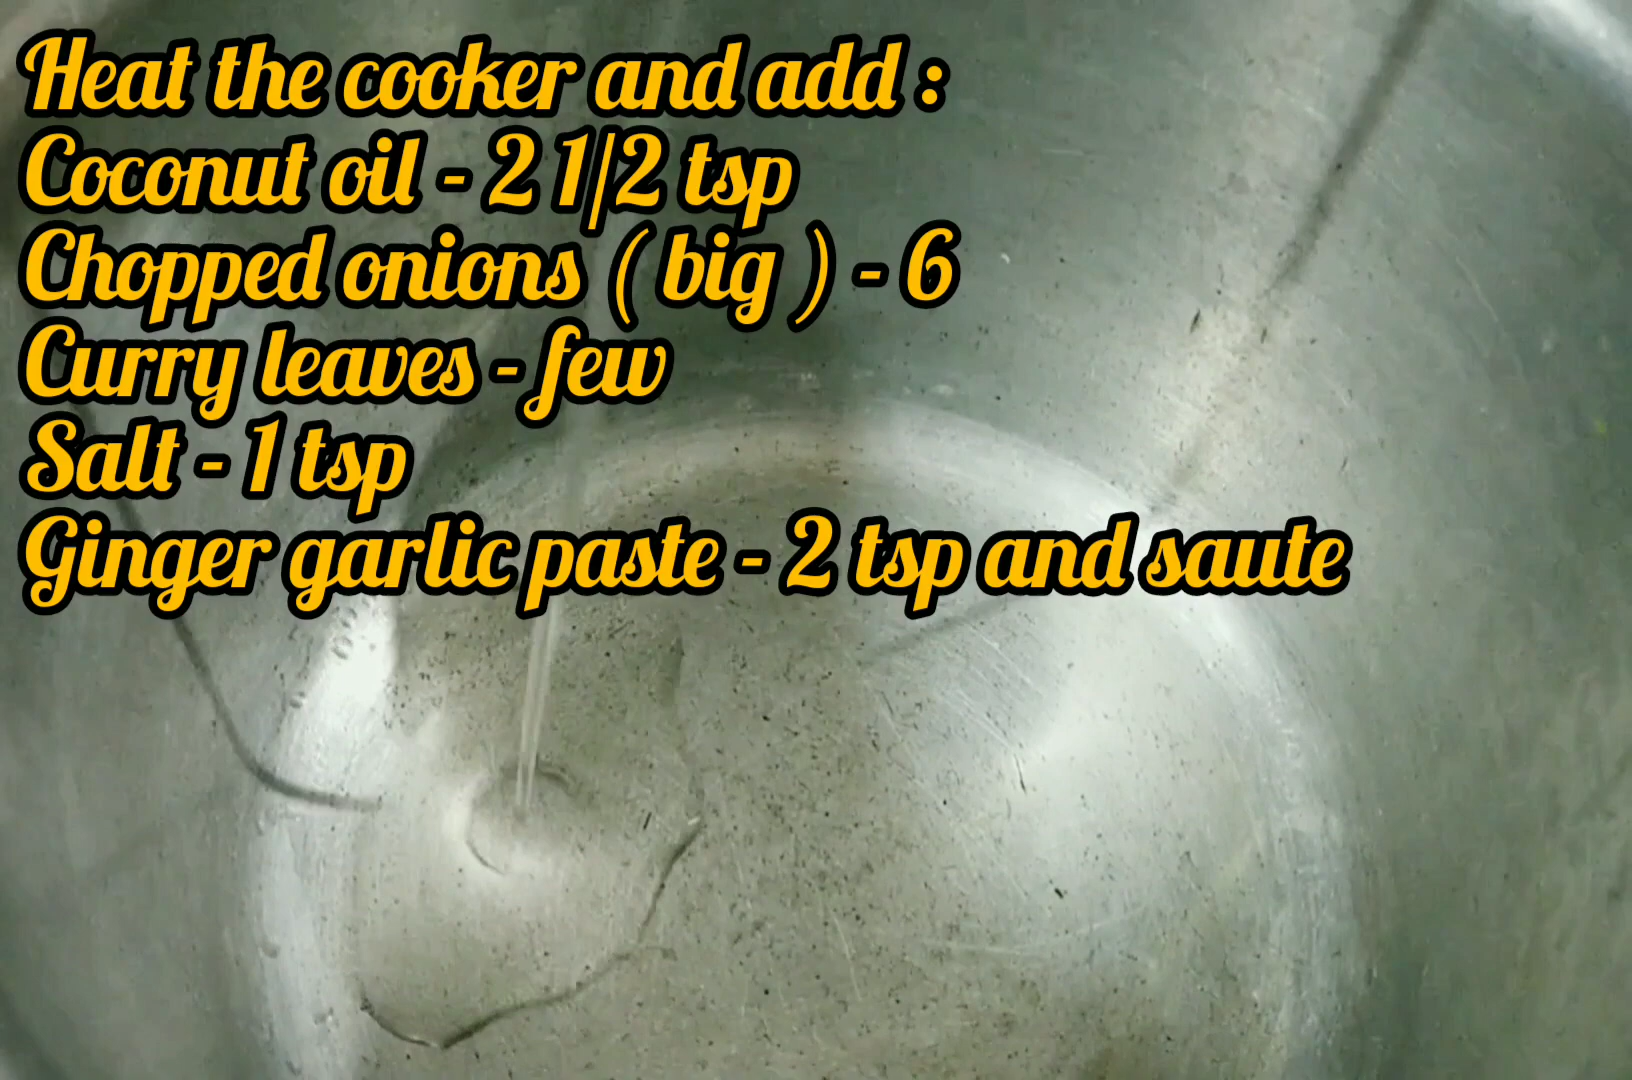 Heat the cooker and add :
Coconut oil - 2 1/2 tsp
Chopped onions ( big ) - 6
Curry leaves - few
Salt - 1 tsp
Ginger garlic paste - 2 tsp and saute